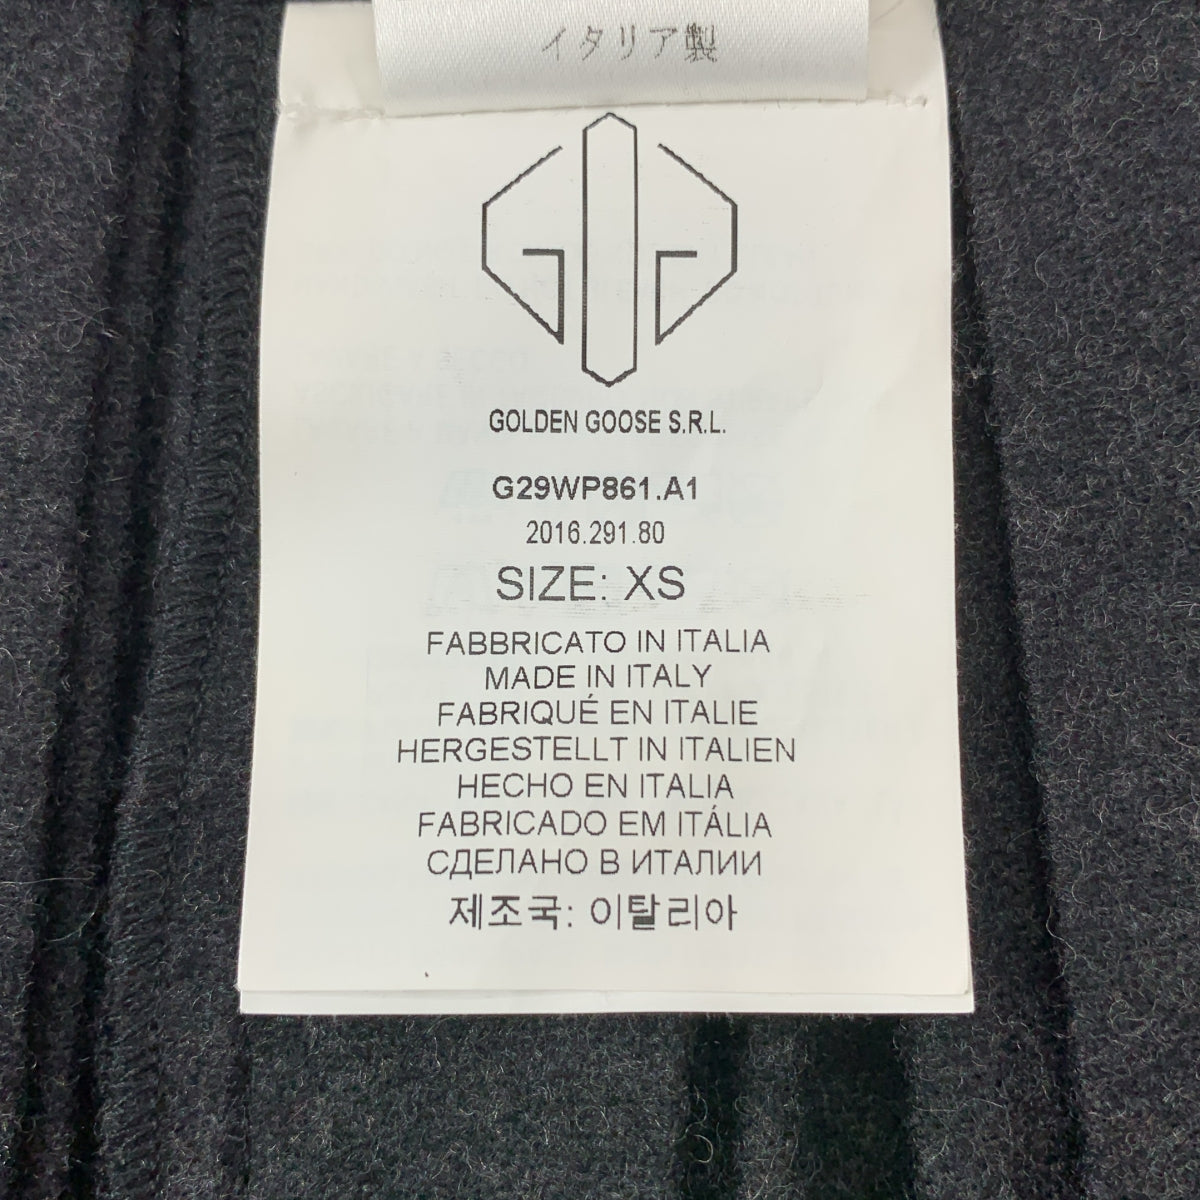 イタリア製
GOLDEN GOOSE S.R.L.
G29WP861.A1
2016.291.80
SIZE: XS
FABBRICATO IN ITALIA
MADE IN ITALY
FABRIQUÉ EN ITALIE
HERGESTELLT IN ITALIEN
HECHO EN ITALIA
FABRICADO EM ITÁLIA
СДЕЛАНО В ИТАЛИИ
제조국: 이탈리아